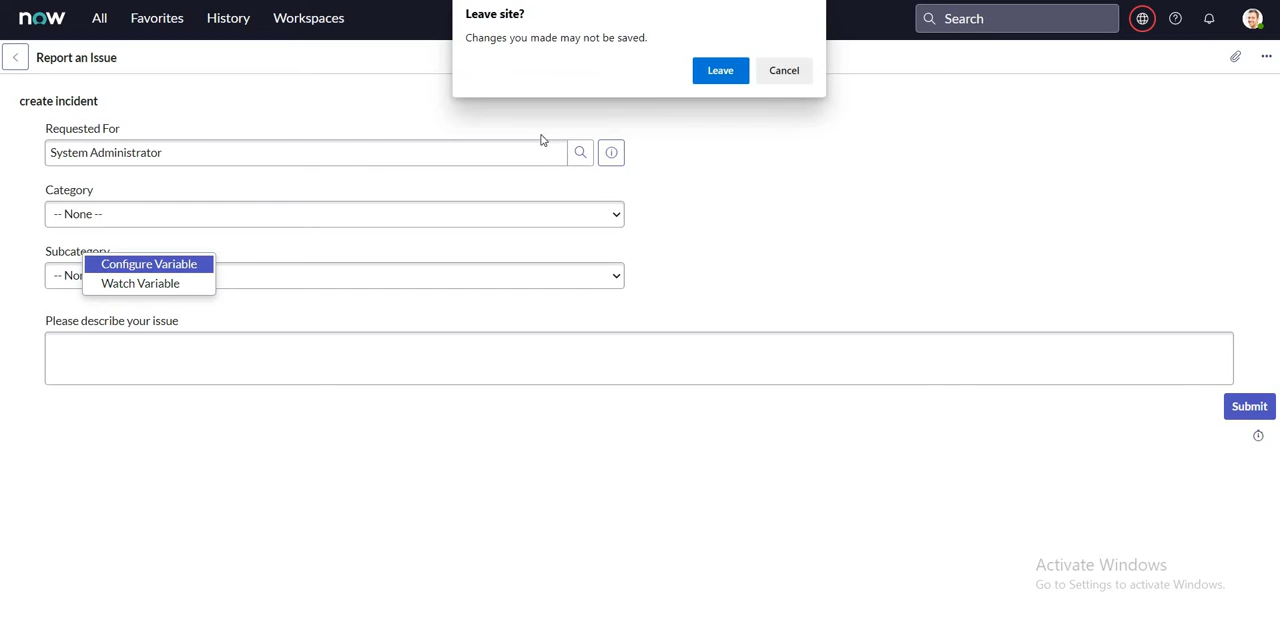 now All Favorites History Workspaces Search
Leave site?
Changes you made may not be saved.
Leave Cancel
Report an Issue
create incident
Requested For
System Administrator
Category
-- None --
Subcategory
Configure Variable
-- Non
Watch Variable
Please describe your issue
Submit
Activate Windows
Go to Settings to activate Windows.